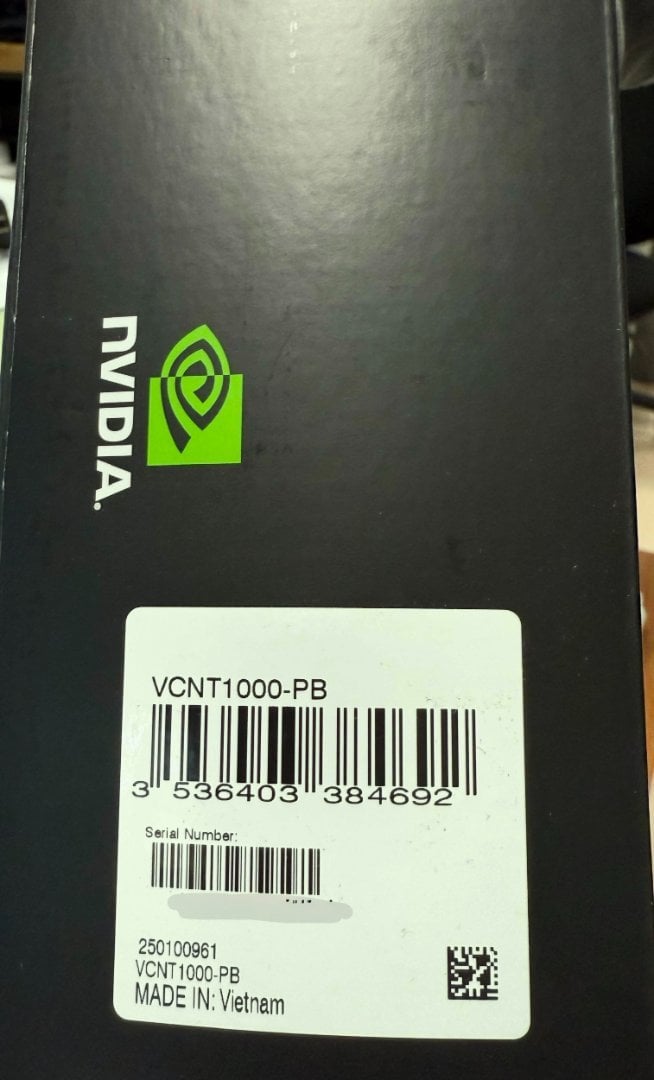 NVIDIA.
VCNT1000-PB
3 536403 384692
Serial Number:
250100961
VCNT1000-PB
MADE IN: Vietnam